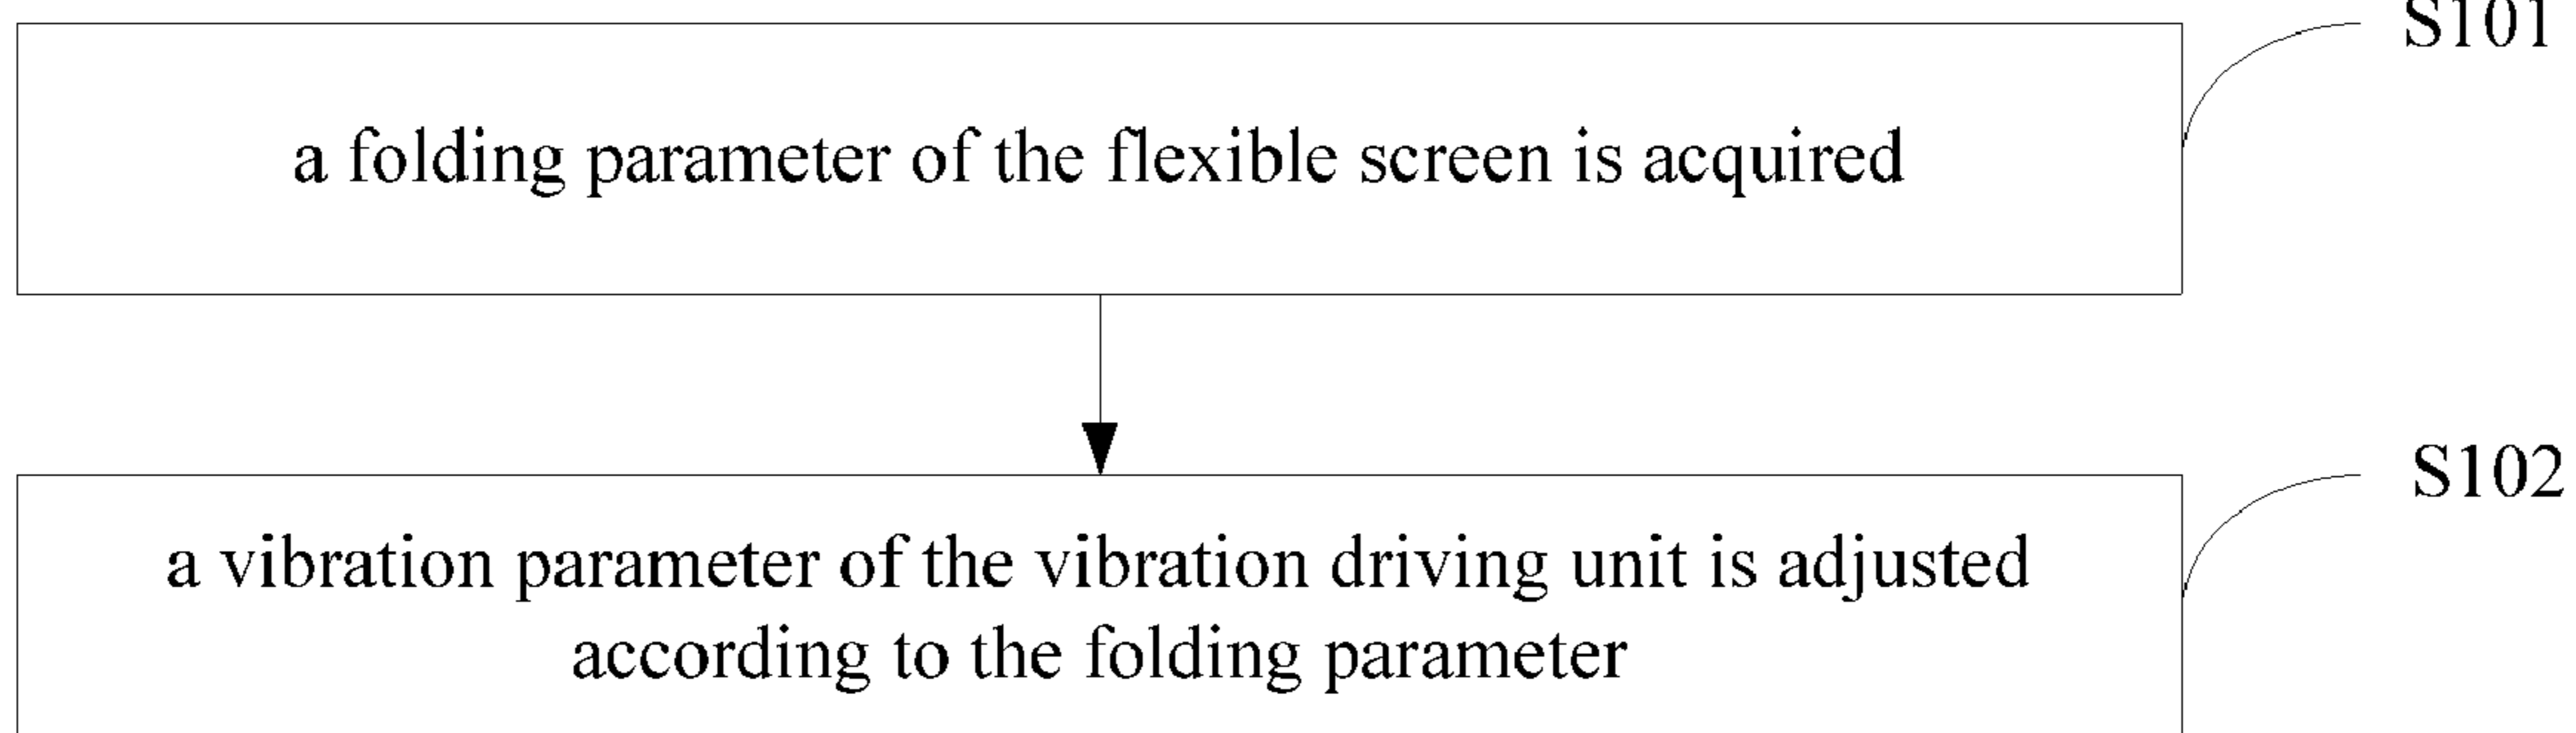 S101
a folding parameter of the flexible screen is acquired
S102
a vibration parameter of the vibration driving unit is adjusted
according to the folding parameter